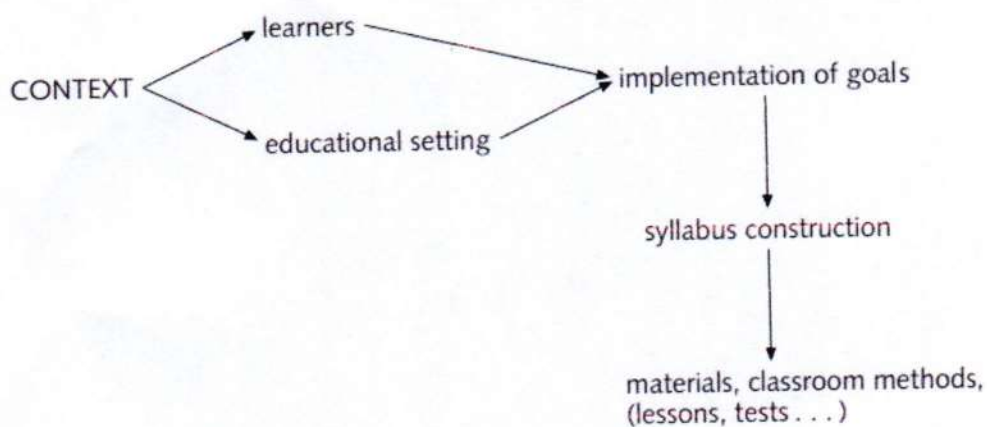 learners
CONTEXT
implementation of goals
educational setting
syllabus construction
materials, classroom methods,
(lessons, tests . . . )